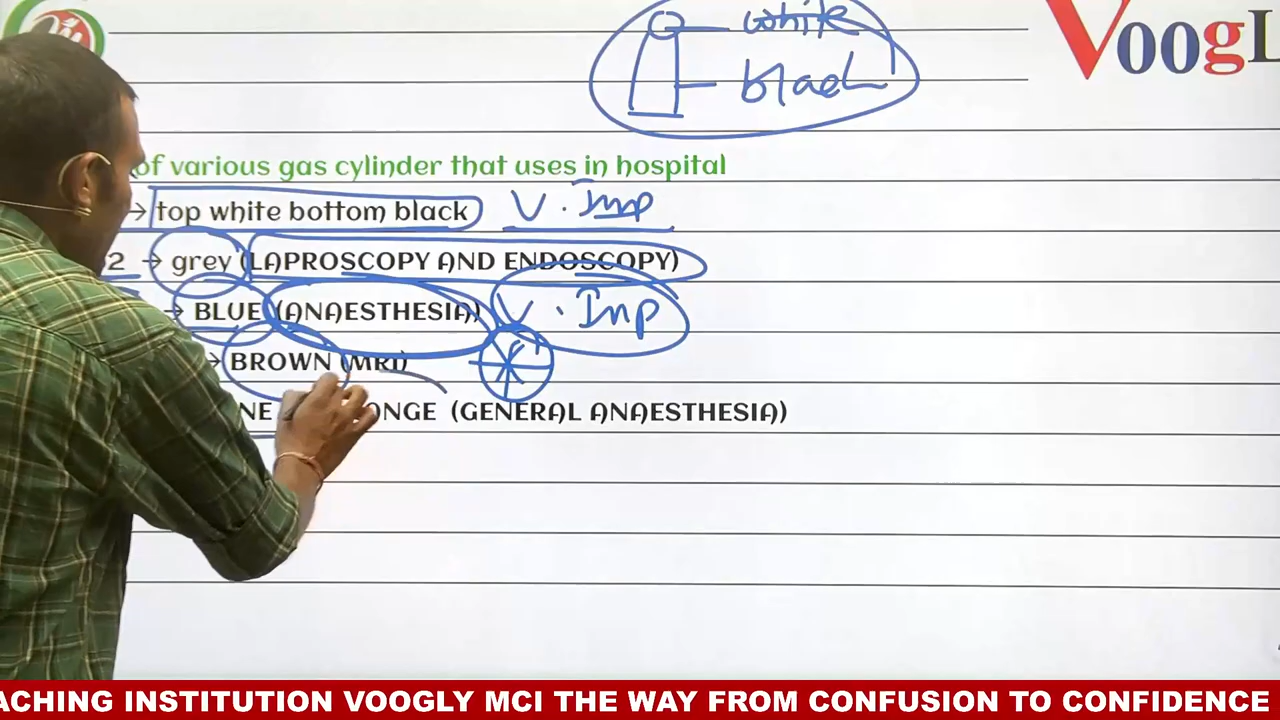 white
VoogL
black
of various gas cylinder that uses in hospital
→ top white bottom black V. Imp
2 → grey (LAPROSCOPY AND ENDOSCOPY)
→ BLUE (ANAESTHESIA) V. Imp
→ BROWN (MRI)
NE ONGE (GENERAL ANAESTHESIA)
ACHING INSTITUTION VOOGLY MCI THE WAY FROM CONFUSION TO CONFIDENCE